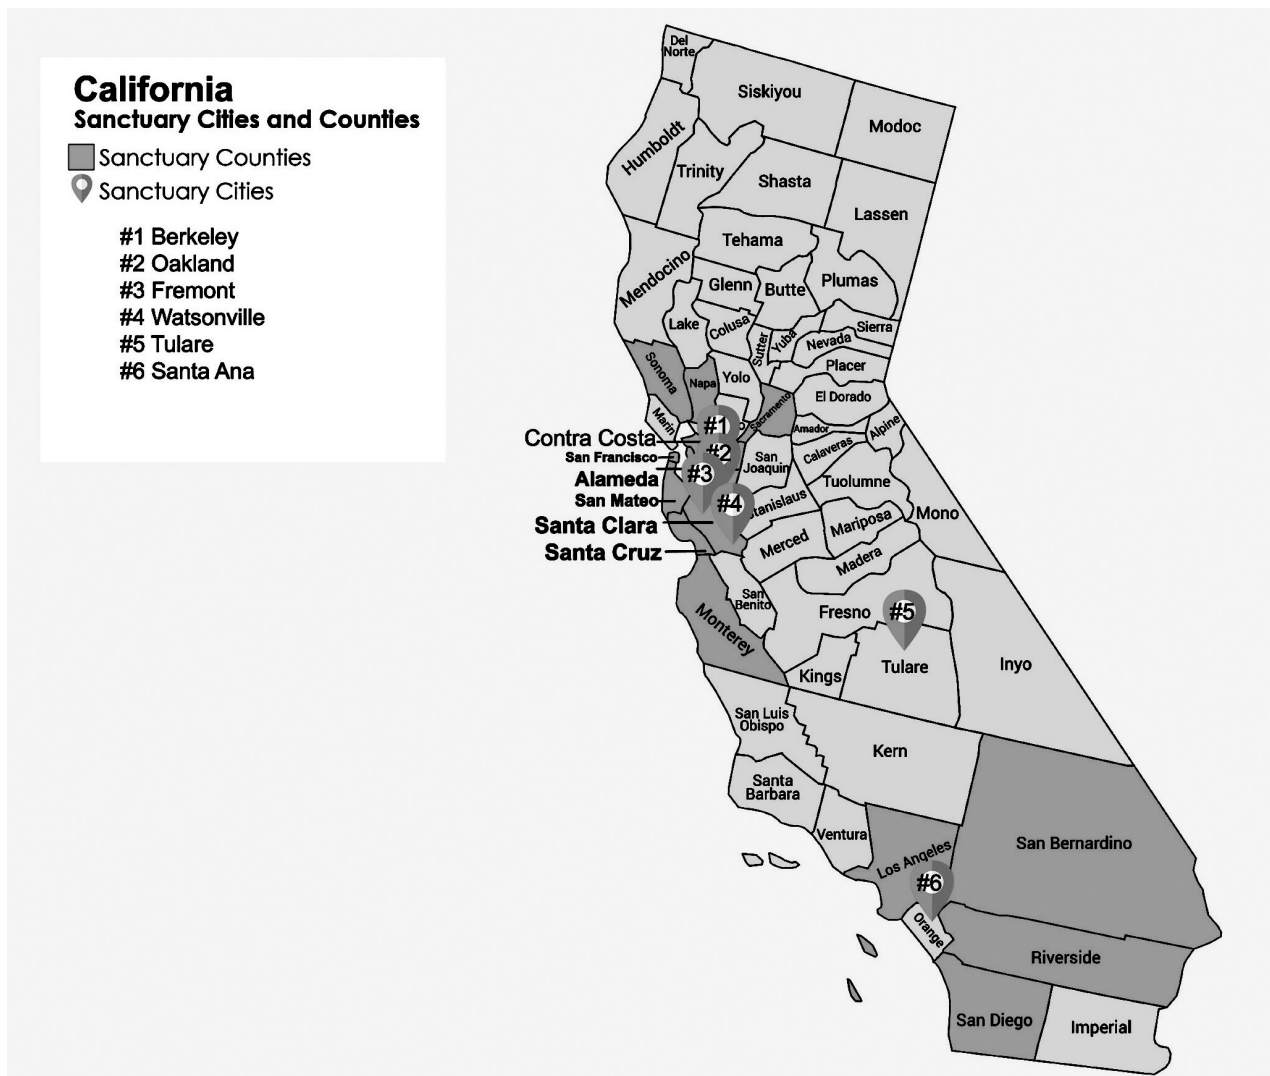 California
Sanctuary Cities and Counties
Sanctuary Counties
Sanctuary Cities
#1 Berkeley
#2 Oakland
#3 Fremont
#4 Watsonville
#5 Tulare
#6 Santa Ana
Del
Norte
Siskiyou
Modoc
Humboldt
Trinity
Shasta
Lassen
Tehama
Mendocino
Glenn
Butte
Plumas
Lake
Colusa
Sutter
Yuba
Nevada
Sierra
Placer
Sonoma
Napa
Yolo
El Dorado
Sacramento
Marin
#1
Amador
Alpine
Contra Costa
San Francisco
#2
San
Joaquin
Calaveras
Alameda
#3
Tuolumne
San Mateo
#4
Stanislaus
Mono
Santa Clara
Mariposa
Santa Cruz
Merced
Madera
San
Benito
Fresno
#5
Monterey
Kings
Tulare
Inyo
San Luis
Obispo
Kern
Santa
Barbara
Ventura
Los Angeles
San Bernardino
#6
Orange
Riverside
San Diego
Imperial